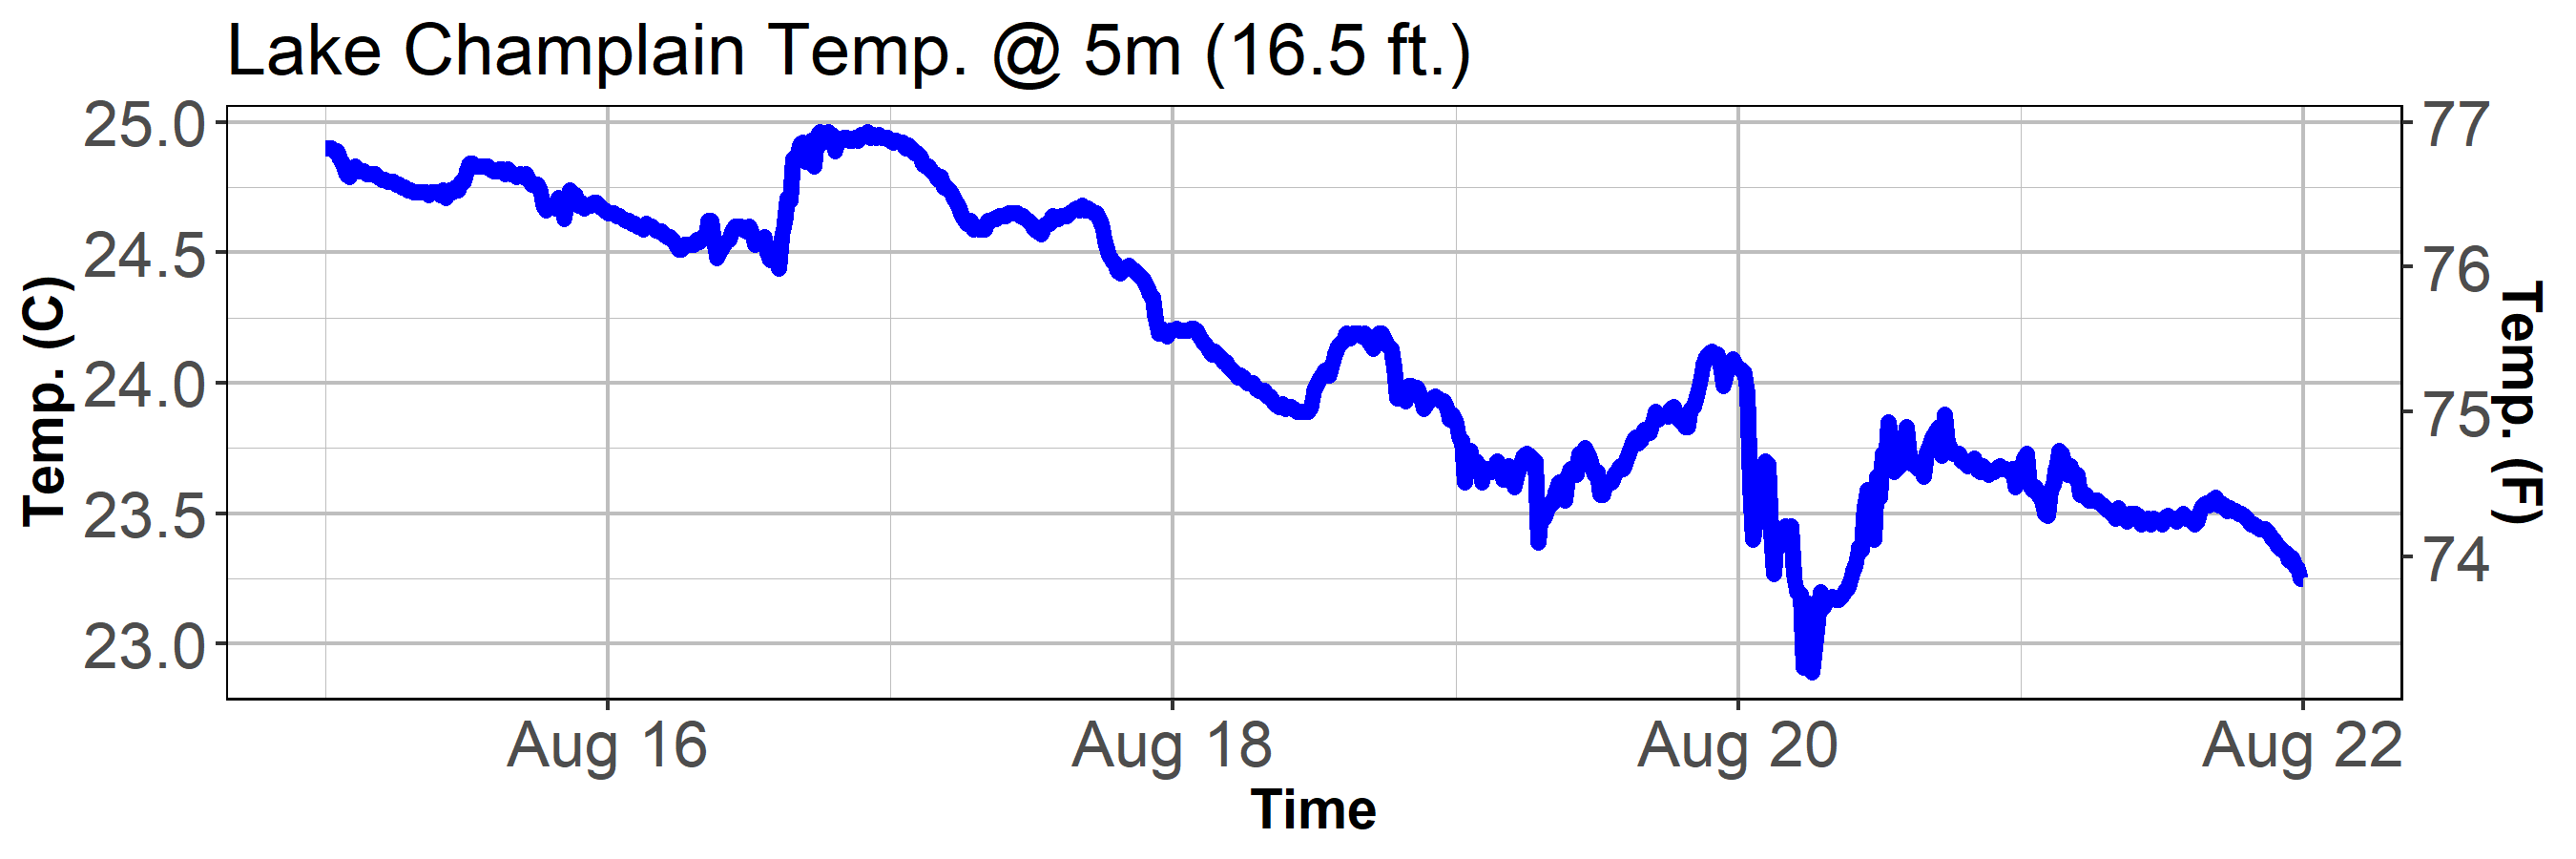 Lake Champlain Temp. @ 5m (16.5 ft.)
Temp. (C)
25.0
24.5
24.0
23.5
23.0
77
76
75
74
Temp. (F)
Aug 16
Aug 18
Aug 20
Aug 22
Time